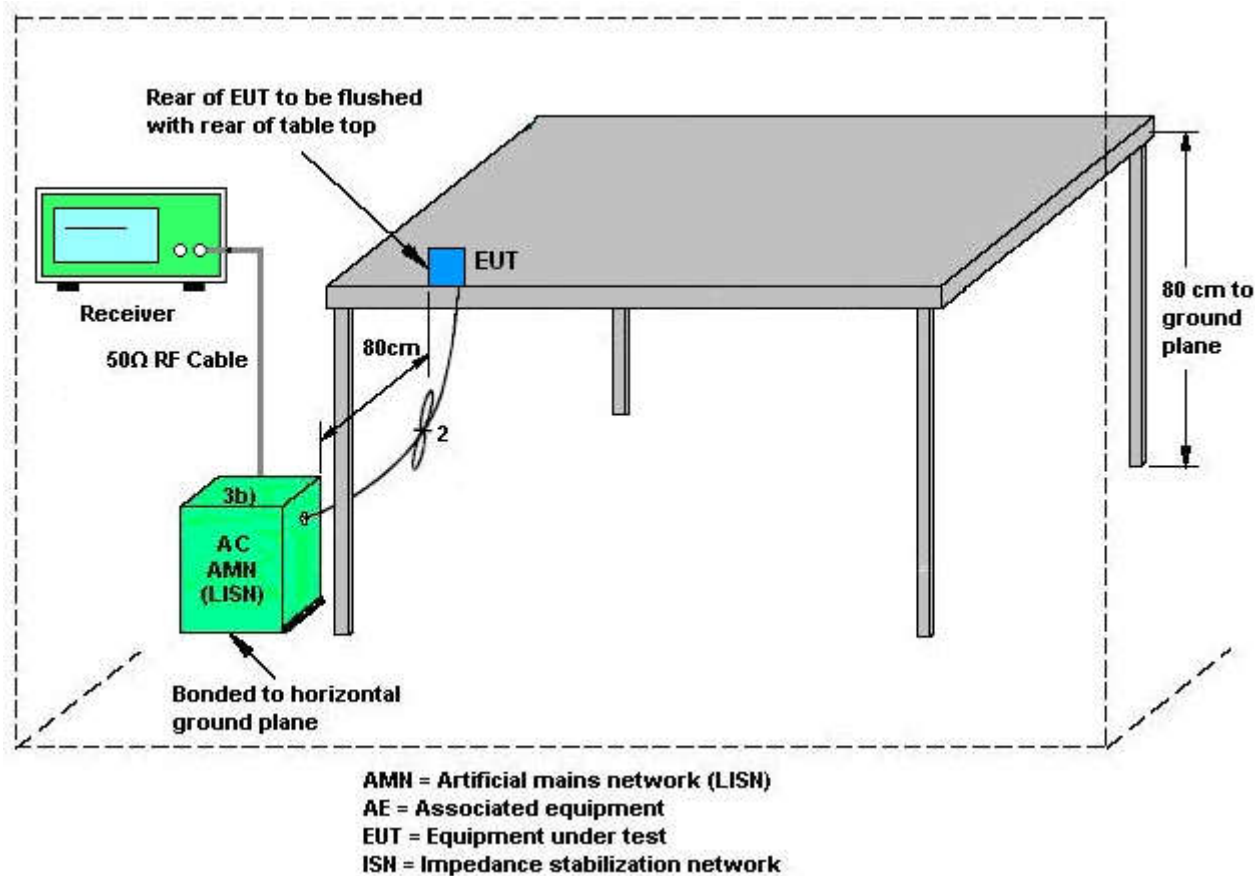 Rear of EUT to be flushed
with rear of table top
EUT
Receiver
50Ω RF Cable
80cm
80 cm to
ground
plane
2
3b)
AC
AMN
(LISN)
Bonded to horizontal
ground plane
AMN = Artificial mains network (LISN)
AE = Associated equipment
EUT = Equipment under test
ISN = Impedance stabilization network